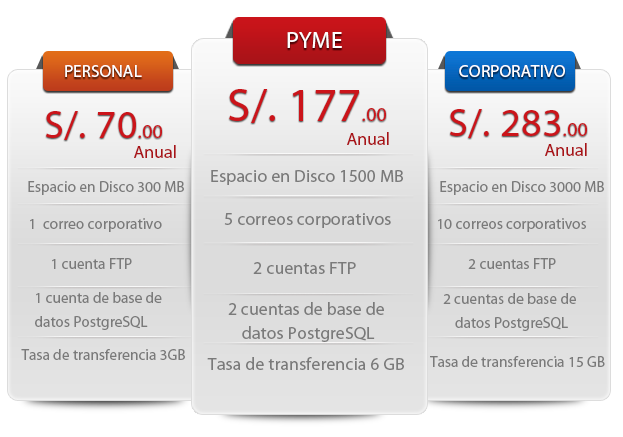 PERSONAL
S/. 70.00
Anual
Espacio en Disco 300 MB
1 correo corporativo
1 cuenta FTP
1 cuenta de base de
datos PostgreSQL
Tasa de transferencia 3GB
PYME
S/. 177.00
Anual
Espacio en Disco 1500 MB
5 correos corporativos
2 cuentas FTP
2 cuentas de base de
datos PostgreSQL
Tasa de transferencia 6 GB
CORPORATIVO
S/. 283.00
Anual
Espacio en Disco 3000 MB
10 correos corporativos
2 cuentas FTP
2 cuentas de base de
datos PostgreSQL
Tasa de transferencia 15 GB